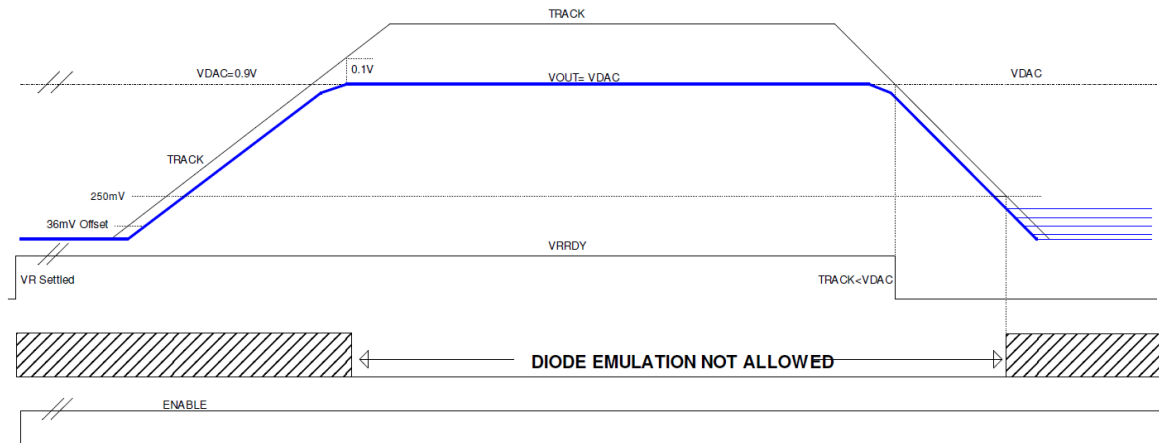 TRACK
VDAC=0.9V
0.1V
VOUT= VDAC
VDAC
TRACK
250mV
36mV Offset
VRRDY
VR Settled
TRACK<VDAC
DIODE EMULATION NOT ALLOWED
ENABLE